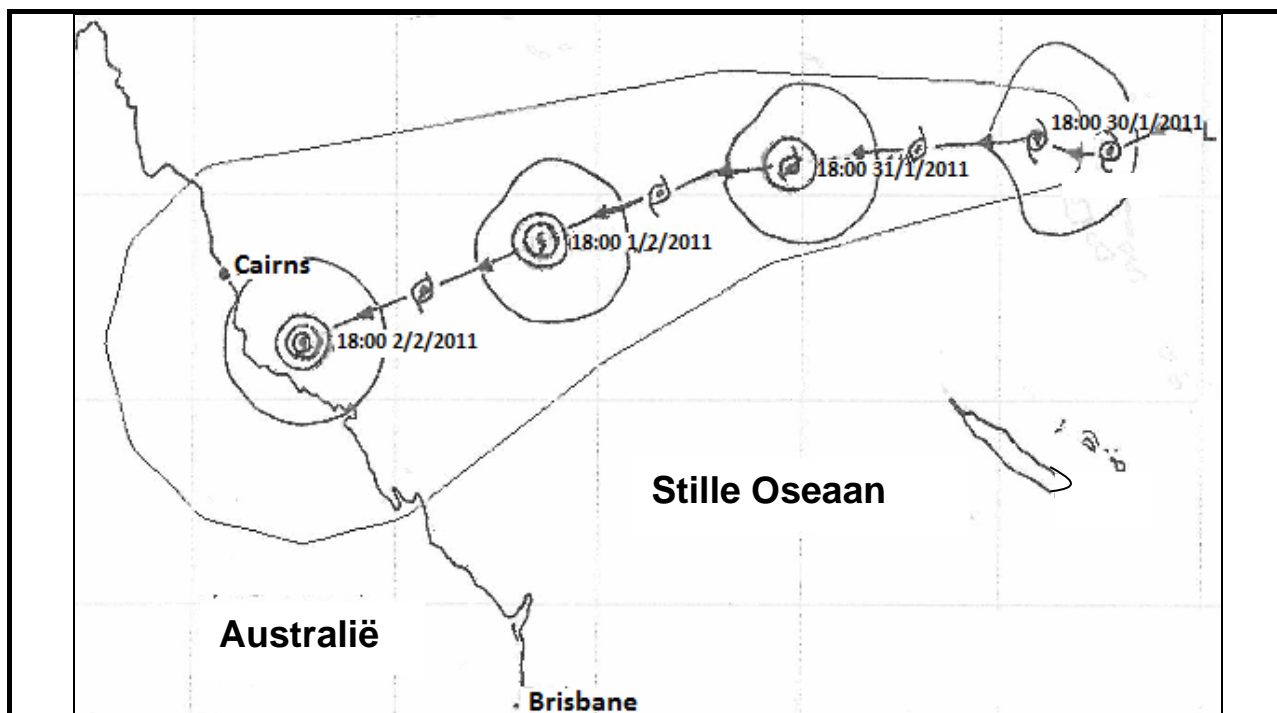 18:00 30/1/2011
L
18:00 31/1/2011
18:00 1/2/2011
Cairns
18:00 2/2/2011
Stille Oseaan
Australië
Brisbane